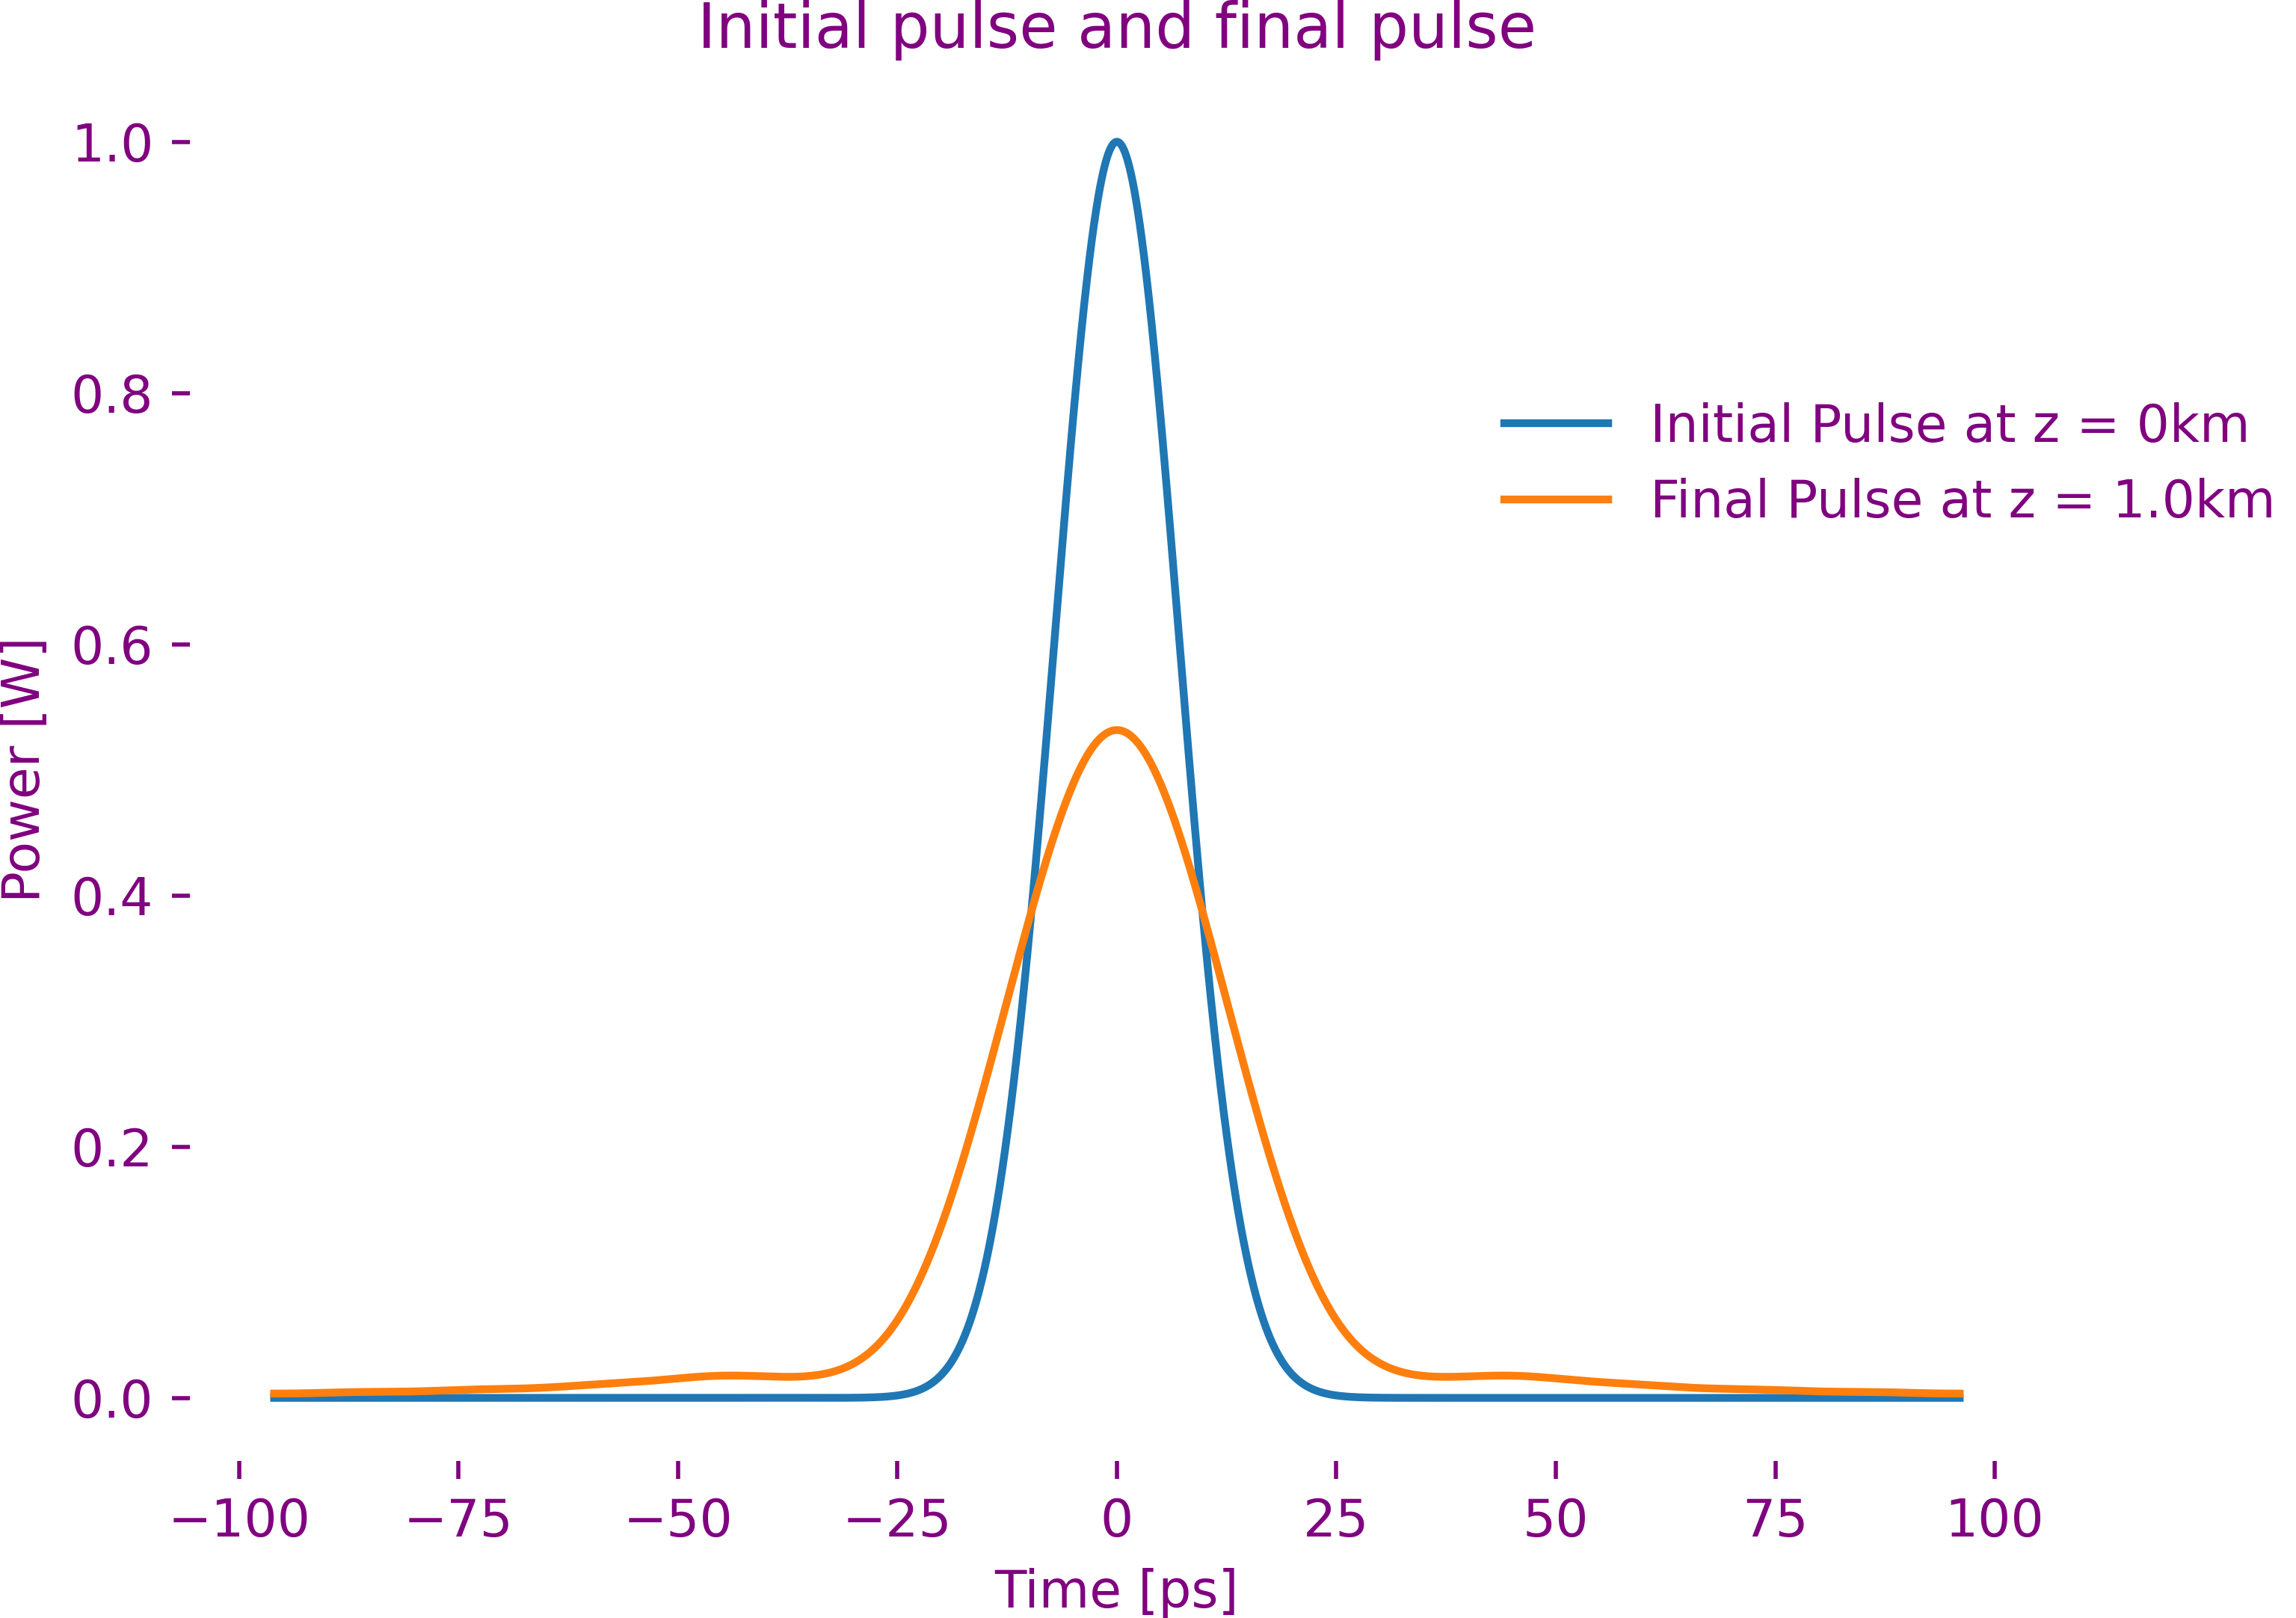 Initial pulse and final pulse
1.0
0.8
0.6
0.4
0.2
0.0
Power [W]
Initial Pulse at z = 0km
Final Pulse at z = 1.0km
−100 −75 −50 −25 0 25 50 75 100
Time [ps]